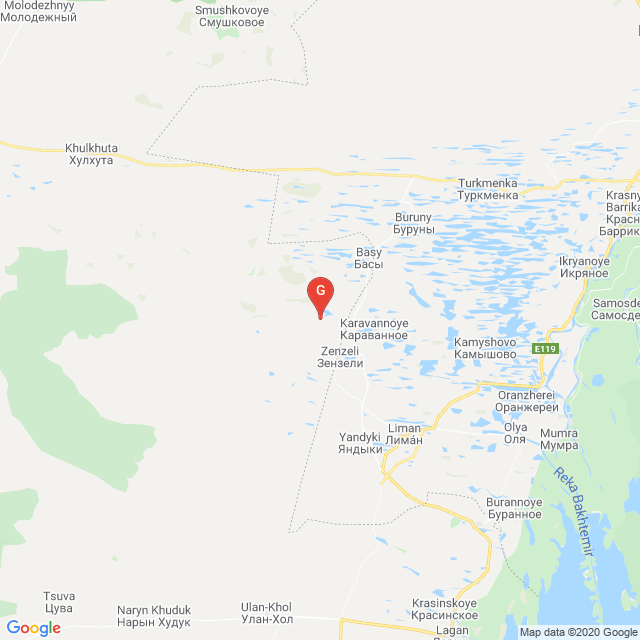 Molodezhnyy
Молодежный
Smushkovoye
Смушковое
Khulkhuta
Хулхута
Turkmenka
Туркменка
Krasny
Barrika
Красн
Баррик
Buruny
Буруны
Basy
Басы
Ikryanoye
Икряное
G
Samosde
Самосде
Karavannoye
Караванное
Kamyshovo
Камышово
E119
Zenzeli
Зензели
Oranzherei
Оранжереи
Liman
Лиман
Olya
Оля
Yandyki
Яндыки
Mumra
Мумра
Reka Bakhtemir
Burannoye
Буранное
Tsuva
Цува
Naryn Khuduk
Нарын Худук
Ulan-Khol
Улан-Хол
Krasinskoye
Красинское
Lagan
Лагань
Google
Map data ©2020 Google